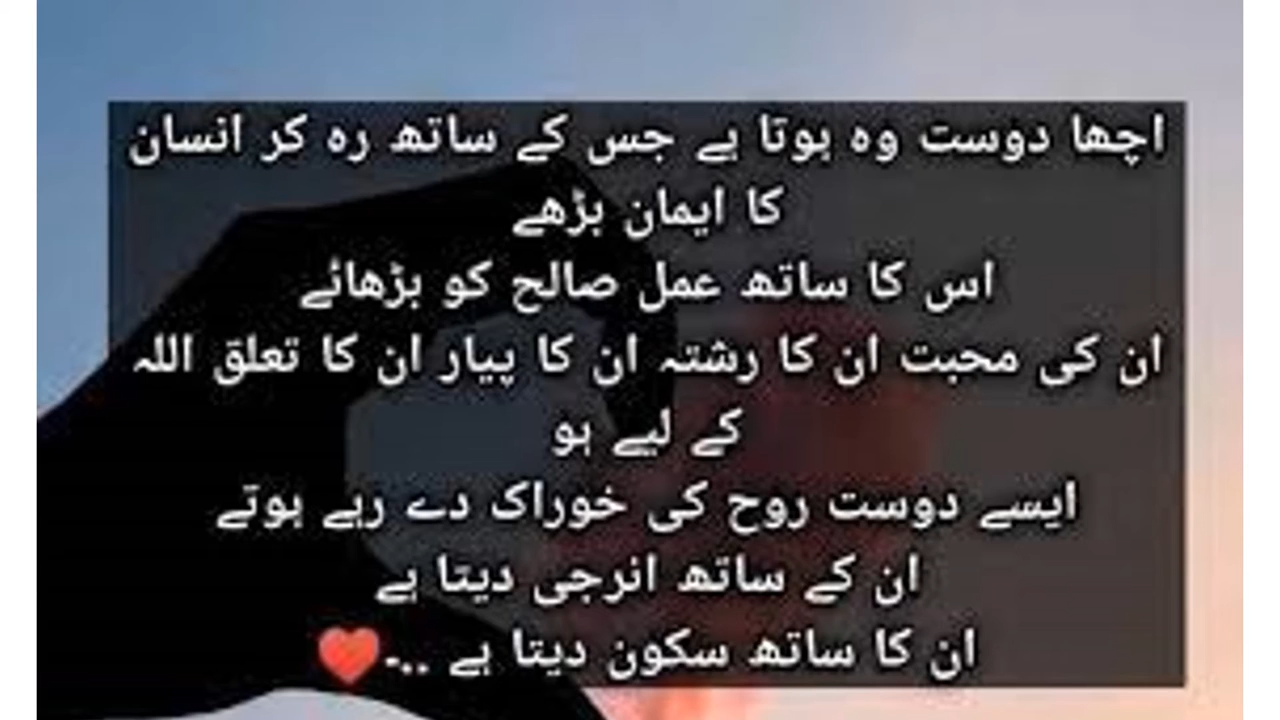 اچھا دوست وہ ہوتا ہے جس کے ساتھ رہ کر انسان
کا ایمان بڑھے
اس کا ساتھ عمل صالح کو بڑھائے
ان کی محبت ان کا رشتہ ان کا پیار ان کا تعلق اللہ
کے لیے ہو
ایسے دوست روح کی خوراک دے رہے ہوتے
ان کے ساتھ انرجی دیتا ہے
ان کا ساتھ سکون دیتا ہے ..-❤️